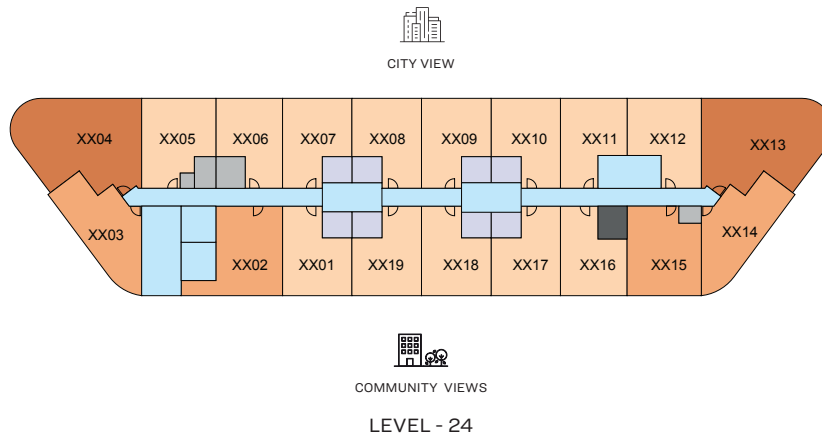 CITY VIEW
XX04
XX05
XX06
XX07
XX08
XX09
XX10
XX11
XX12
XX13
XX03
XX02
XX01
XX19
XX18
XX17
XX16
XX15
XX14
COMMUNITY VIEWS
LEVEL - 24